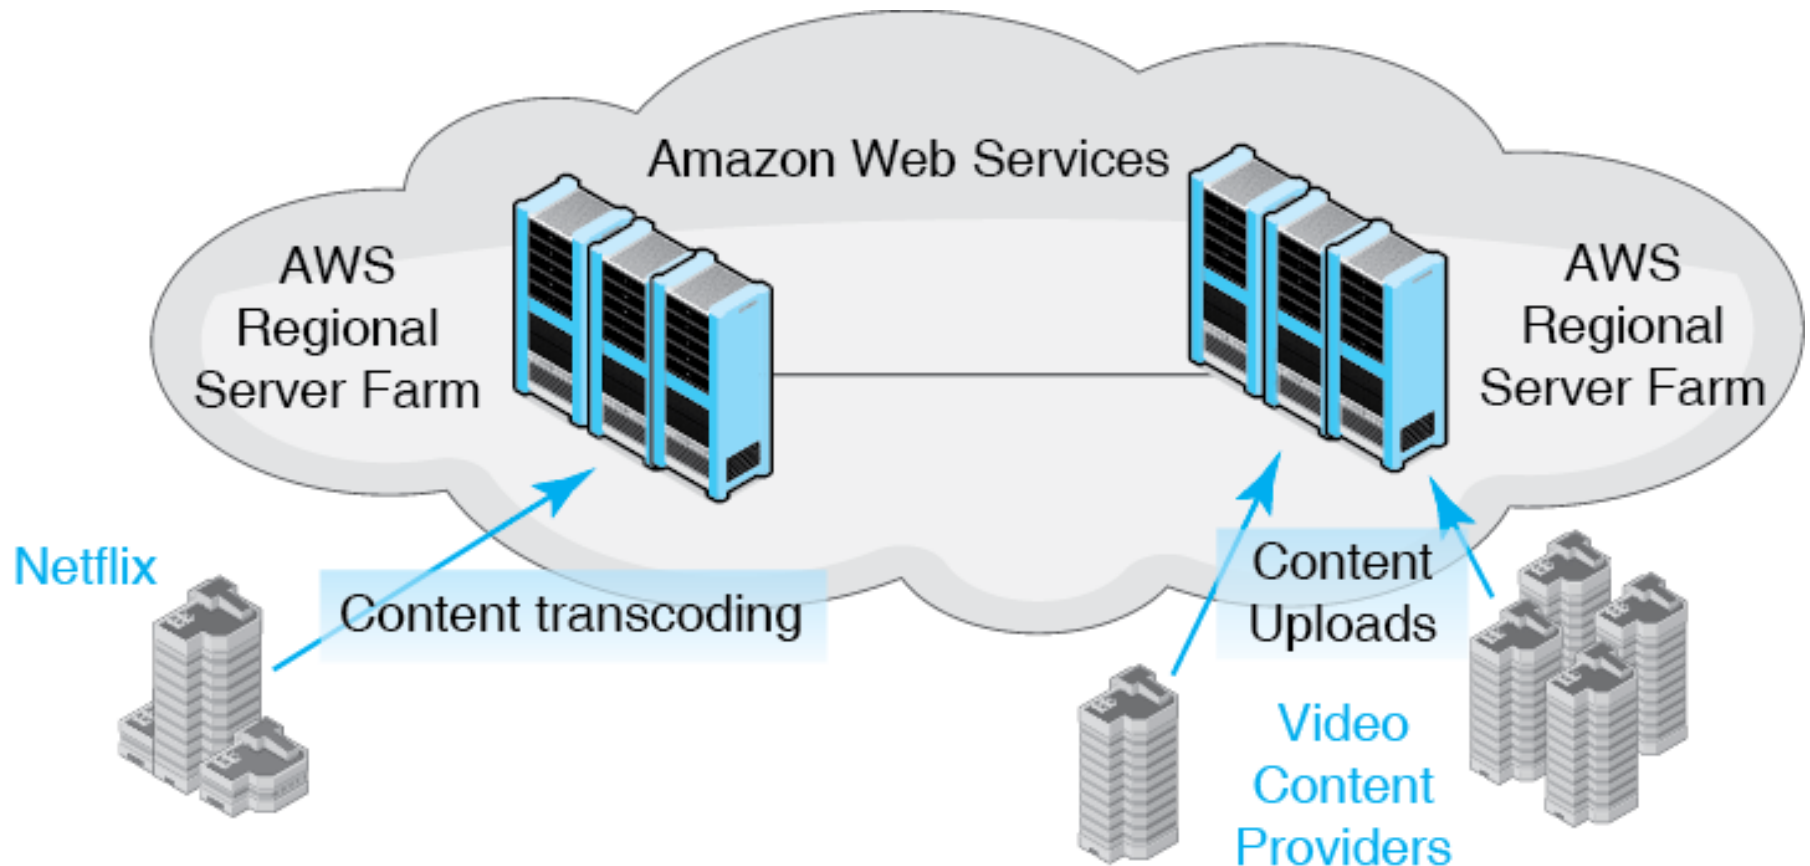 Amazon Web Services
AWS
Regional
Server Farm
AWS
Regional
Server Farm
Netflix
Content transcoding
Content
Uploads
Video
Content
Providers